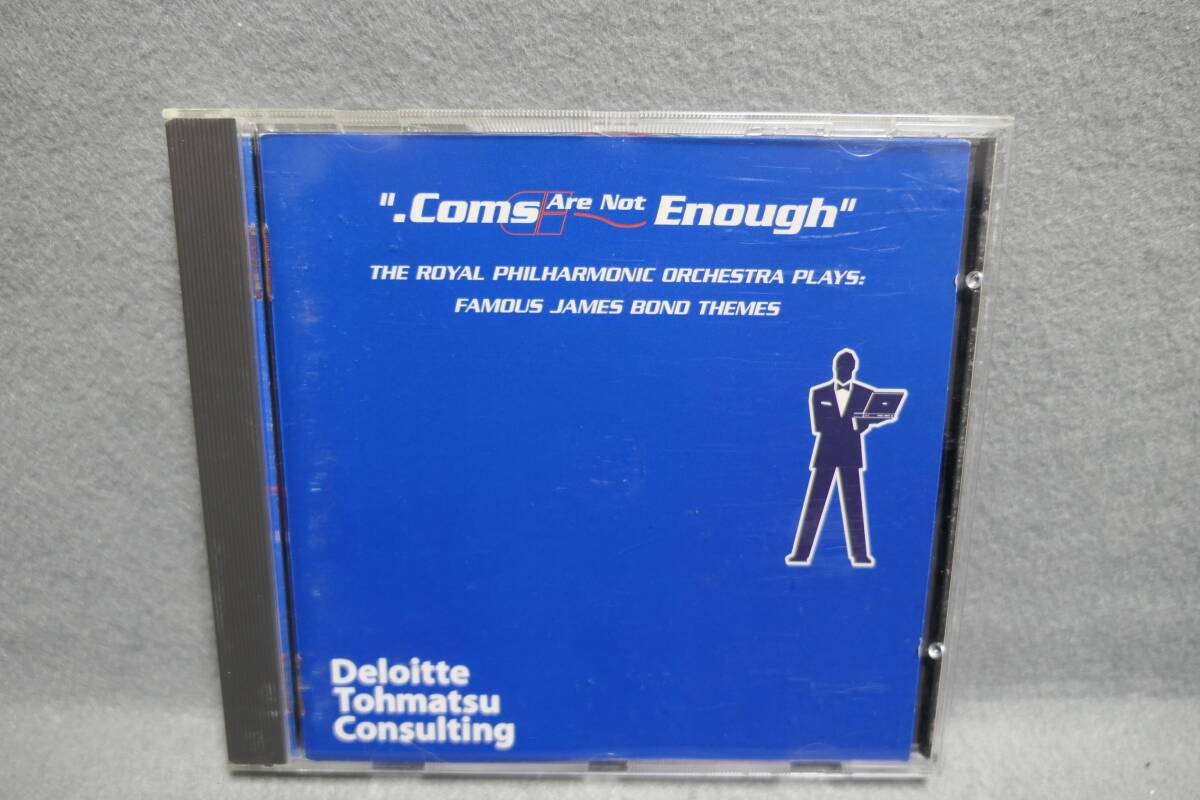 ".Coms Are Not Enough"
THE ROYAL PHILHARMONIC ORCHESTRA PLAYS:
FAMOUS JAMES BOND THEMES
Deloitte
Tohmatsu
Consulting